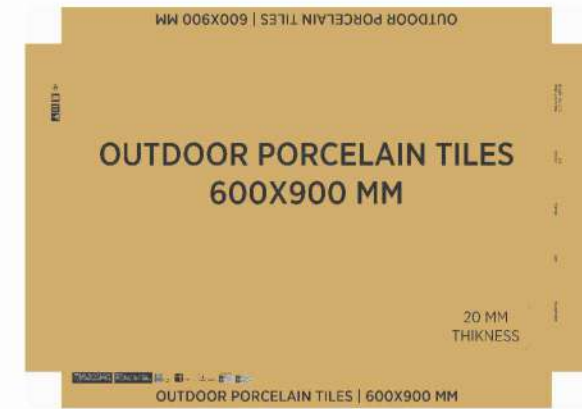 OUTDOOR PORCELAIN TILES | 600X900 MM
OUTDOOR PORCELAIN TILES
600X900 MM
20 MM
THIKNESS
OUTDOOR PORCELAIN TILES | 600X900 MM